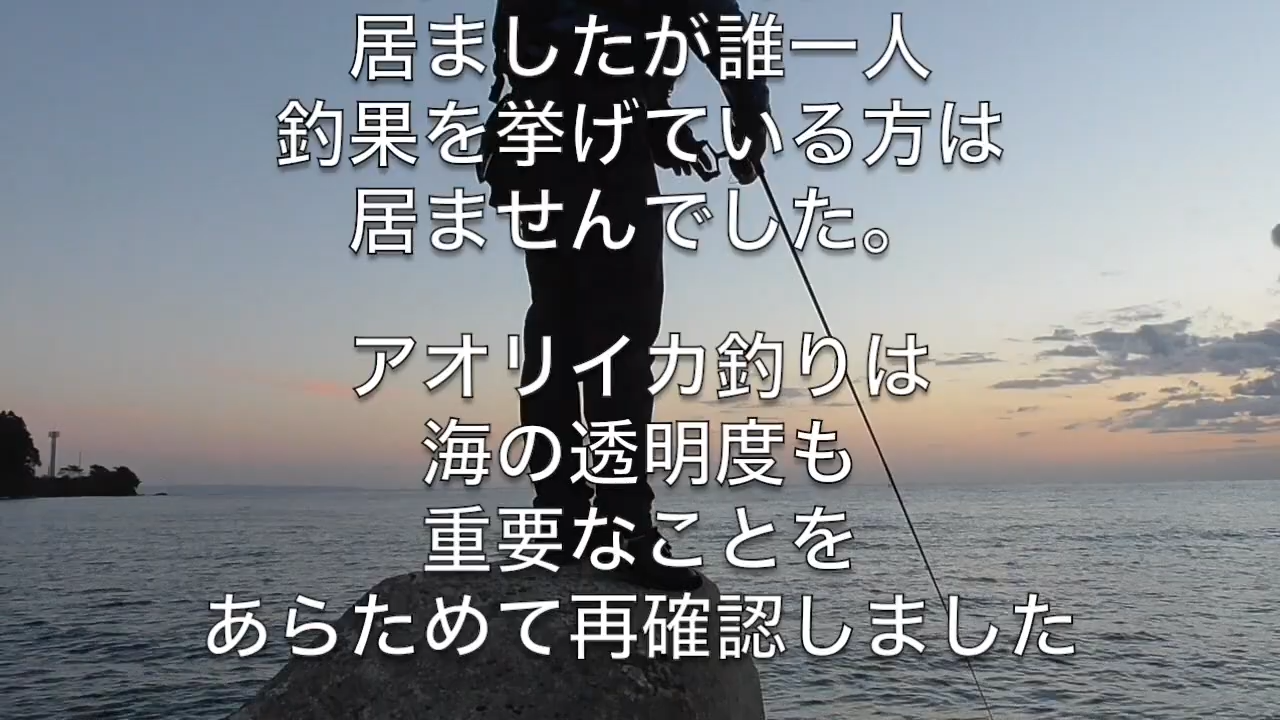 居ましたが誰一人
釣果を挙げている方は
居ませんでした。
アオリイカ釣りは
海の透明度も
重要なことを
あらためて再確認しました